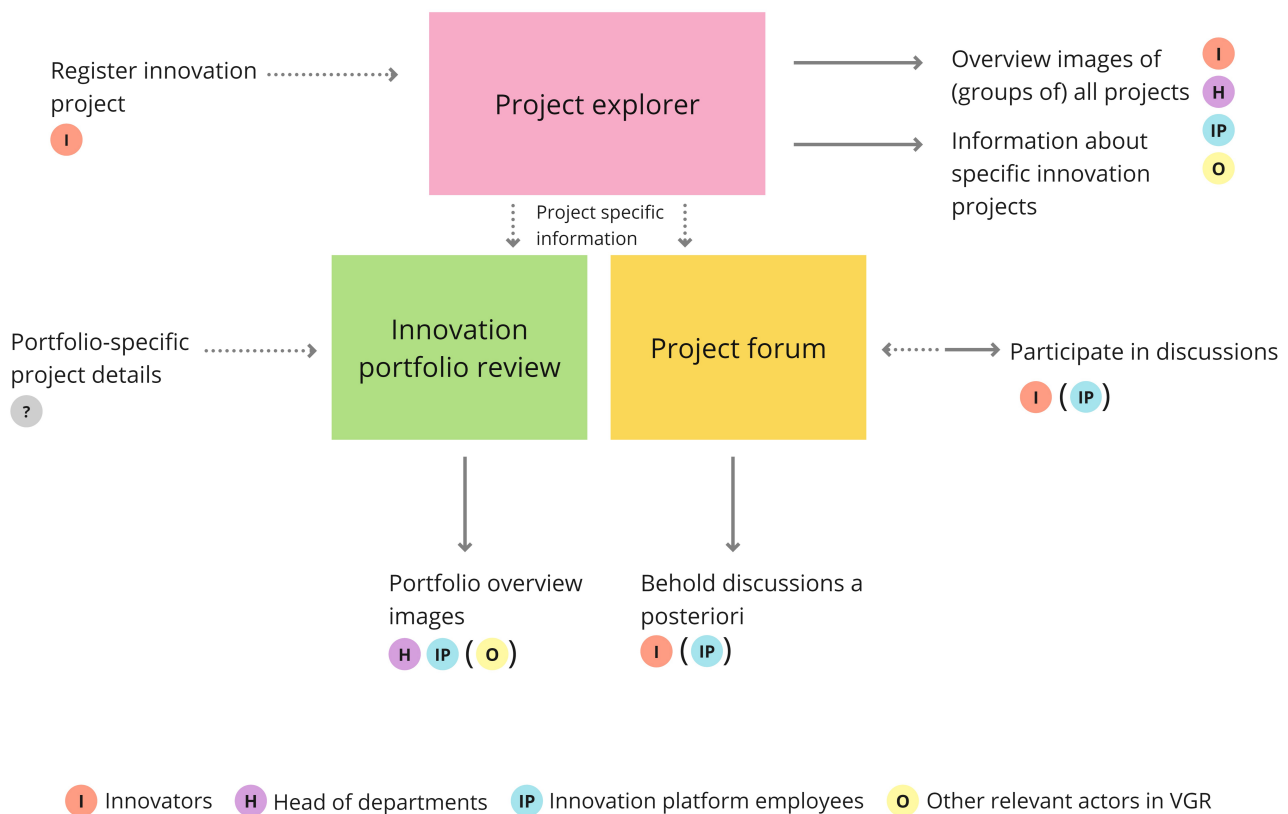 Register innovation
project
I
Project explorer
Overview images of
(groups of) all projects
Information about
specific innovation
projects
I
H
IP
O
Project specific
information
Portfolio-specific
project details
?
Innovation
portfolio review
Project forum
Participate in discussions
I (IP)
Portfolio overview
images
H IP (O)
Behold discussions a
posteriori
I (IP)
I Innovators H Head of departments IP Innovation platform employees O Other relevant actors in VGR